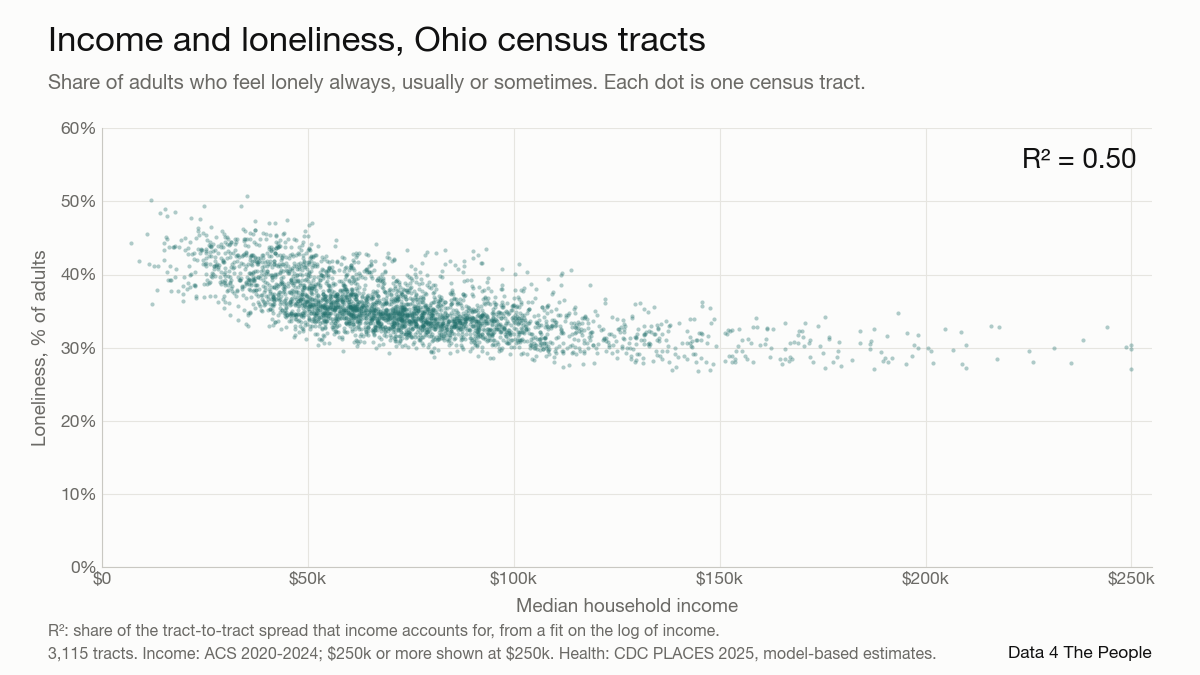 Income and loneliness, Ohio census tracts
Share of adults who feel lonely always, usually or sometimes. Each dot is one census tract.
R² = 0.50
60%
50%
40%
30%
20%
10%
0%
Loneliness, % of adults
$0
$50k
$100k
$150k
$200k
$250k
Median household income
R²: share of the tract-to-tract spread that income accounts for, from a fit on the log of income.
3,115 tracts. Income: ACS 2020-2024; $250k or more shown at $250k. Health: CDC PLACES 2025, model-based estimates.
Data 4 The People